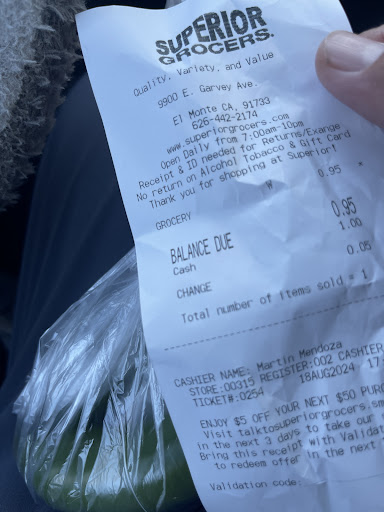 SUPERIOR
GROCERS.
Quality, Variety, and Value
9900 E. Garvey Ave.
El Monte CA, 91733
626-442-2174
www.superiorgrocers.com
Open Daily from 7:00am-10pm
Receipt & ID needed for Returns/Exange
No return on Alcohol Tobacco & Gift Card
Thank you for shopping at Superior!
GROCERY W 0.95 *
BALANCE DUE 0.95
Cash 1.00
CHANGE 0.05
Total number of items sold = 1
CASHIER NAME: Martin Mendoza
STORE:00315 REGISTER:002 CASHIER
TICKET#:0254 18AUG2024 17
ENJOY $5 OFF YOUR NEXT $50 PUR
Visit talktosuperiorgrocers.sm
in the next 3 days to take our
Bring this receipt with Valida
to redeem offer in the next
Validation code: